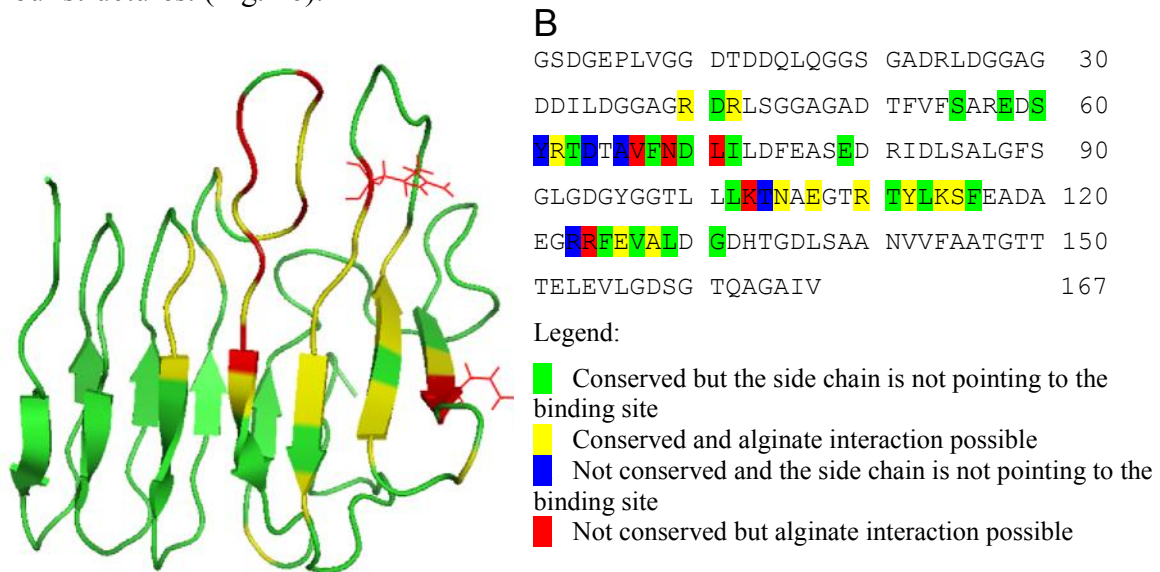 B
GSDGEPLVGG DTDDQLQGGS GADRLDGGAG 30
DDILDGGAGR DRLSGGAGAD TFVFSAREDS 60
YRTDTAVFND LILDFEASED RIDLSALGFS 90
GLGDGYGGTL LLKTNAEGTR TYLKSFEADA 120
EGRRFEVALD GDHTGDLSAA NVVFAATGTT 150
TELEVLGDSG TQAGAIV 167
Legend:
Conserved but the side chain is not pointing to the
binding site
Conserved and alginate interaction possible
Not conserved and the side chain is not pointing to the
binding site
Not conserved but alginate interaction possible